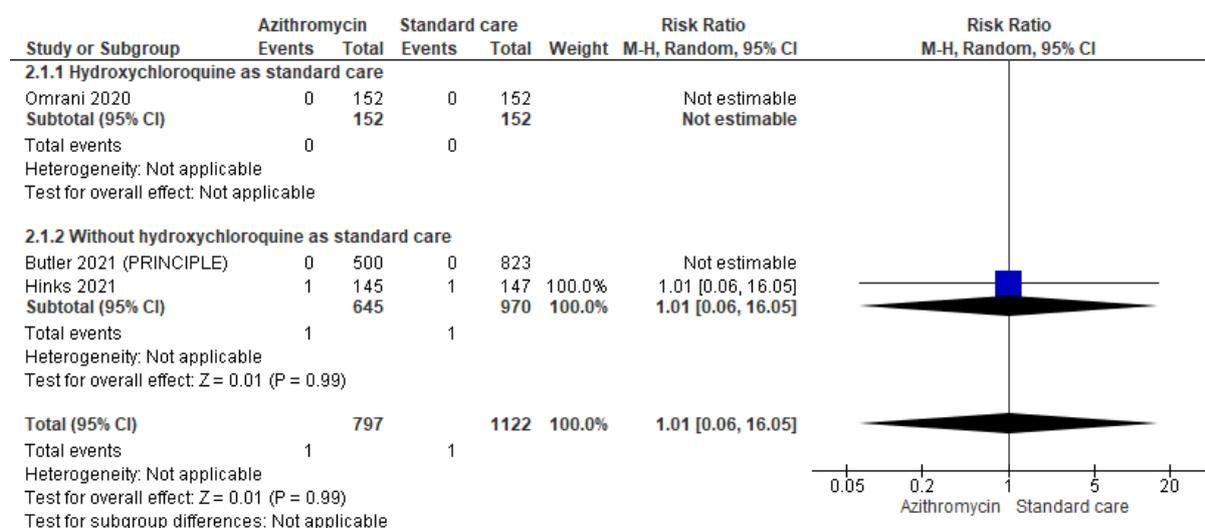 Azithromycin Standard care Risk Ratio Risk Ratio
Study or Subgroup Events Total Events Total Weight M-H, Random, 95% CI M-H, Random, 95% CI
2.1.1 Hydroxychloroquine as standard care
Omrani 2020 0 152 0 152 Not estimable
Subtotal (95% CI) 152 152 Not estimable
Total events 0 0
Heterogeneity: Not applicable
Test for overall effect: Not applicable
2.1.2 Without hydroxychloroquine as standard care
Butler 2021 (PRINCIPLE) 0 500 0 823 Not estimable
Hinks 2021 1 145 1 147 100.0% 1.01 [0.06, 16.05]
Subtotal (95% CI) 645 970 100.0% 1.01 [0.06, 16.05]
Total events 1 1
Heterogeneity: Not applicable
Test for overall effect: Z = 0.01 (P = 0.99)
Total (95% CI) 797 1122 100.0% 1.01 [0.06, 16.05]
Total events 1 1
Heterogeneity: Not applicable
Test for overall effect: Z = 0.01 (P = 0.99)
Test for subgroup differences: Not applicable
0.05 0.2 1 5 20
Azithromycin Standard care